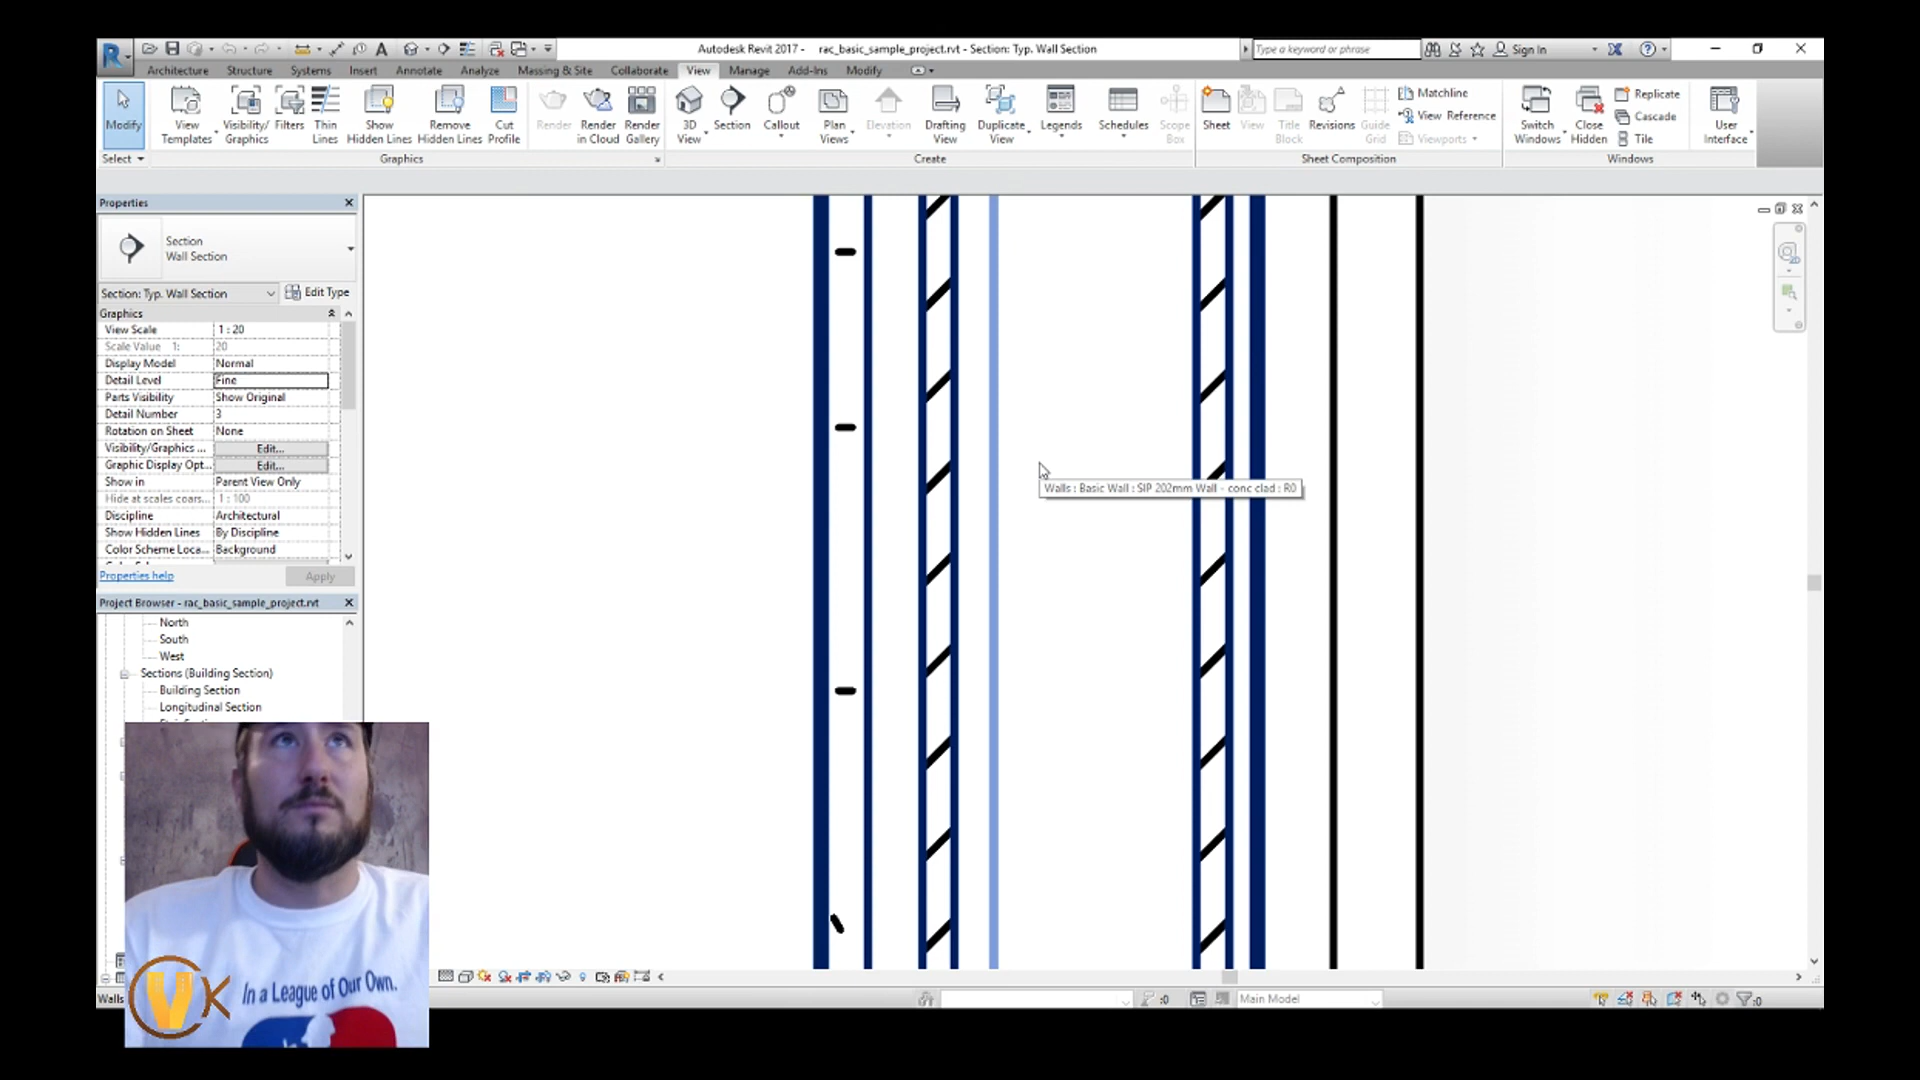 Autodesk Revit 2017 - rac_basic_sample_project.rvt - Section: Typ. Wall Section
Type a keyword or phrase
Sign In
Architecture Structure Systems Insert Annotate Analyze Massing & Site Collaborate View Manage Add-Ins Modify
Modify
View Templates
Visibility/ Graphics
Filters
Thin Lines
Show Hidden Lines
Remove Hidden Lines
Cut Profile
Render
Render in Cloud
Render Gallery
3D View
Section
Callout
Plan Views
Elevation
Drafting View
Duplicate View
Legends
Schedules
Scope Box
Sheet
View
Title Block
Revisions
Guide Grid
Matchline
View Reference
Viewports
Switch Windows
Close Hidden
Replicate
Cascade
Tile
User Interface
Select Graphics Create Sheet Composition Windows
Properties
Section
Wall Section
Section: Typ. Wall Section Edit Type
Graphics
View Scale 1 : 20
Scale Value 1: 20
Display Model Normal
Detail Level Fine
Parts Visibility Show Original
Detail Number 3
Rotation on Sheet None
Visibility/Graphics ... Edit...
Graphic Display Opt... Edit...
Show in Parent View Only
Hide at scales coars... 1 : 100
Discipline Architectural
Show Hidden Lines By Discipline
Color Scheme Loca... Background
Properties help Apply
Project Browser - rac_basic_sample_project.rvt
North
South
West
Sections (Building Section)
Building Section
Longitudinal Section
Walls : Basic Wall : SIP 202mm Wall - conc clad : R0
In a League of Our Own.
VK
Walls
:0
Main Model
:0